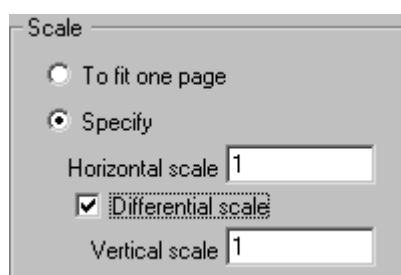 Scale
To fit one page
Specify
Horizontal scale 1
Differential scale
Vertical scale 1